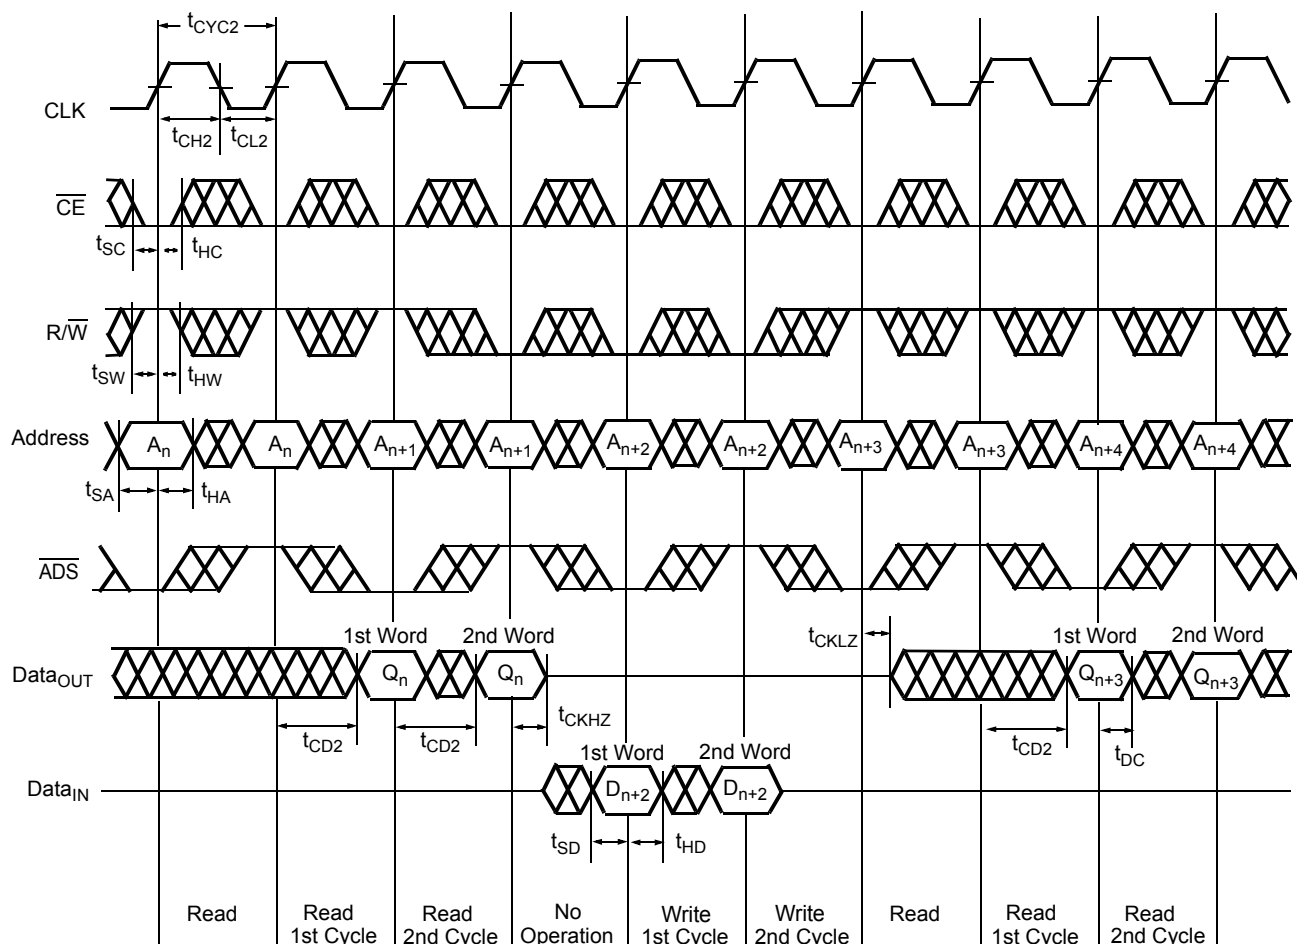 tCYC2
CLK
tCH2 tCL2
CE
tSC tHC
R/W
tSW tHW
Address An An An+1 An+1 An+2 An+2 An+3 An+3 An+4 An+4
tSA tHA
ADS
1st Word 2nd Word tCKLZ 1st Word 2nd Word
DataOUT Qn Qn Qn+3 Qn+3
tCD2 tCD2 tCKHZ tCD2 tDC
1st Word 2nd Word
DataIN Dn+2 Dn+2
tSD tHD
Read Read 1st Cycle Read 2nd Cycle No Operation Write 1st Cycle Write 2nd Cycle Read Read 1st Cycle Read 2nd Cycle